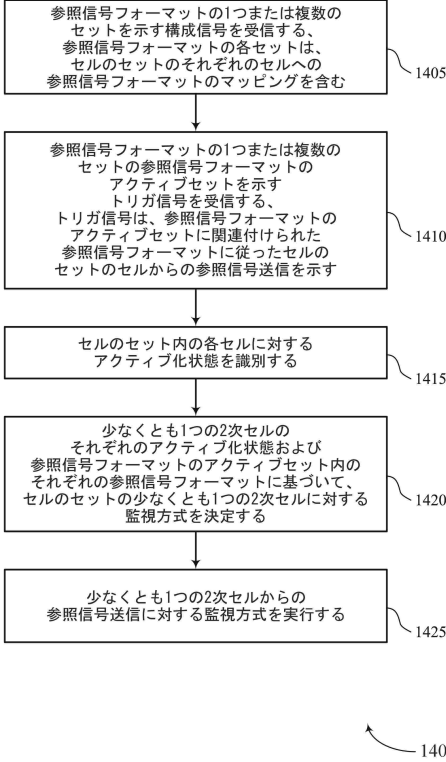 参照信号フォーマットの1つまたは複数の
セットを示す構成信号を受信する、
参照信号フォーマットの各セットは、
セルのセットのそれぞれのセルへの
参照信号フォーマットのマッピングを含む
1405
参照信号フォーマットの1つまたは複数の
セットの参照信号フォーマットの
アクティブセットを示す
トリガ信号を受信する、
トリガ信号は、参照信号フォーマットの
アクティブセットに関連付けられた
参照信号フォーマットに従ったセルの
セットのセルからの参照信号送信を示す
1410
セルのセット内の各セルに対する
アクティブ化状態を識別する
1415
少なくとも1つの2次セルの
それぞれのアクティブ化状態および
参照信号フォーマットのアクティブセット内の
それぞれの参照信号フォーマットに基づいて、
セルのセットの少なくとも1つの2次セルに対する
監視方式を決定する
1420
少なくとも1つの2次セルからの
参照信号送信に対する監視方式を実行する
1425
140